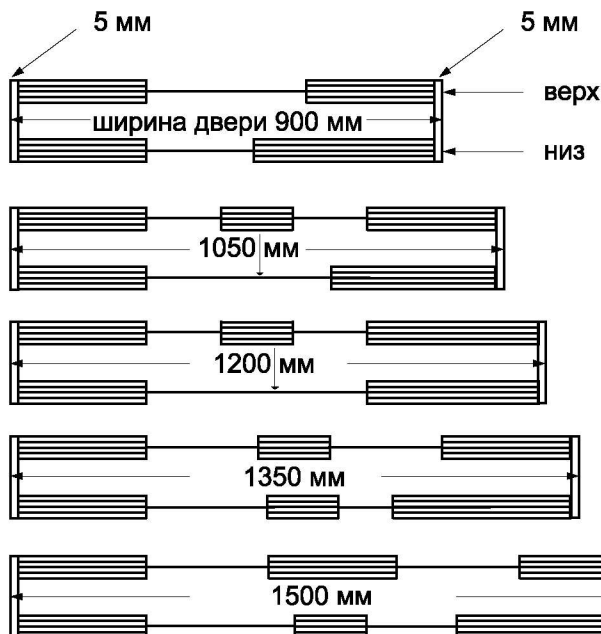 5 мм 5 мм
верх
ширина двери 900 мм
низ
1050 мм
1200 мм
1350 мм
1500 мм